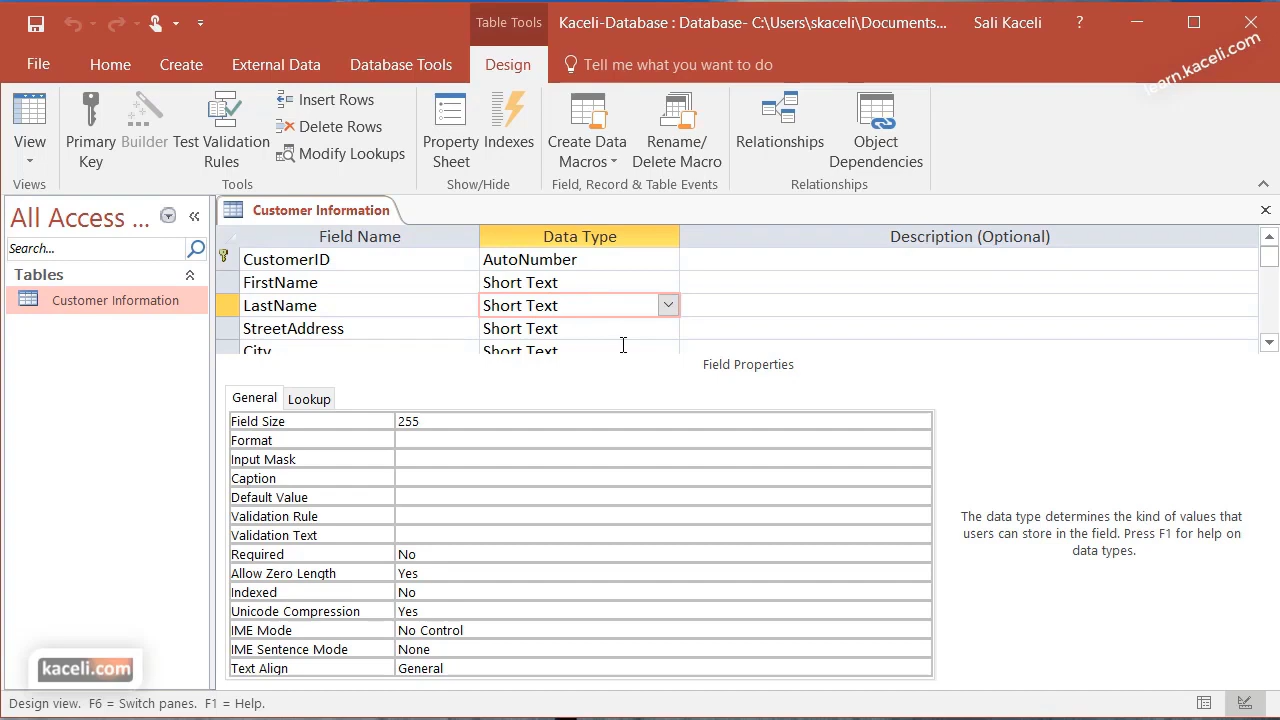 Table Tools
Kaceli-Database : Database- C:\Users\skaceli\Documents...
Sali Kaceli
?
File
Home
Create
External Data
Database Tools
Design
Tell me what you want to do
learn.kaceli.com
View
Primary Key
Builder
Test Validation Rules
Insert Rows
Delete Rows
Modify Lookups
Property Sheet
Indexes
Create Data Macros
Rename/ Delete Macro
Relationships
Object Dependencies
Views
Tools
Show/Hide
Field, Record & Table Events
Relationships
All Access ...
Search...
Tables
Customer Information
Customer Information
Field Name Data Type Description (Optional)
CustomerID AutoNumber
FirstName Short Text
LastName Short Text
StreetAddress Short Text
City Short Text
Field Properties
General Lookup
Field Size 255
Format
Input Mask
Caption
Default Value
Validation Rule
Validation Text
Required No
Allow Zero Length Yes
Indexed No
Unicode Compression Yes
IME Mode No Control
IME Sentence Mode None
Text Align General
The data type determines the kind of values that
users can store in the field. Press F1 for help on
data types.
kaceli.com
Design view. F6 = Switch panes. F1 = Help.